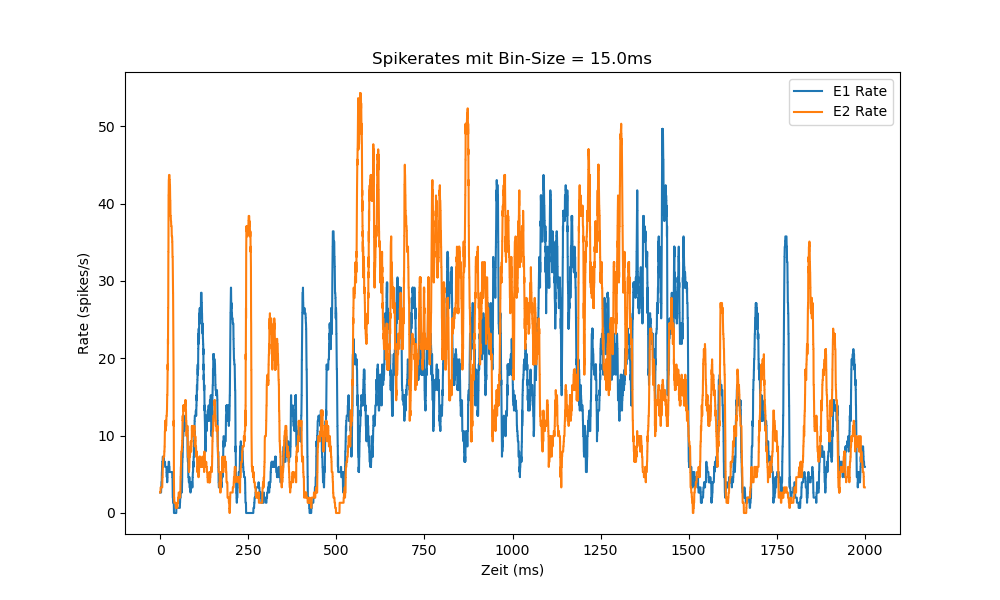 Spikerates mit Bin-Size = 15.0ms
E1 Rate
E2 Rate
Rate (spikes/s)
50
40
30
20
10
0
0 250 500 750 1000 1250 1500 1750 2000
Zeit (ms)